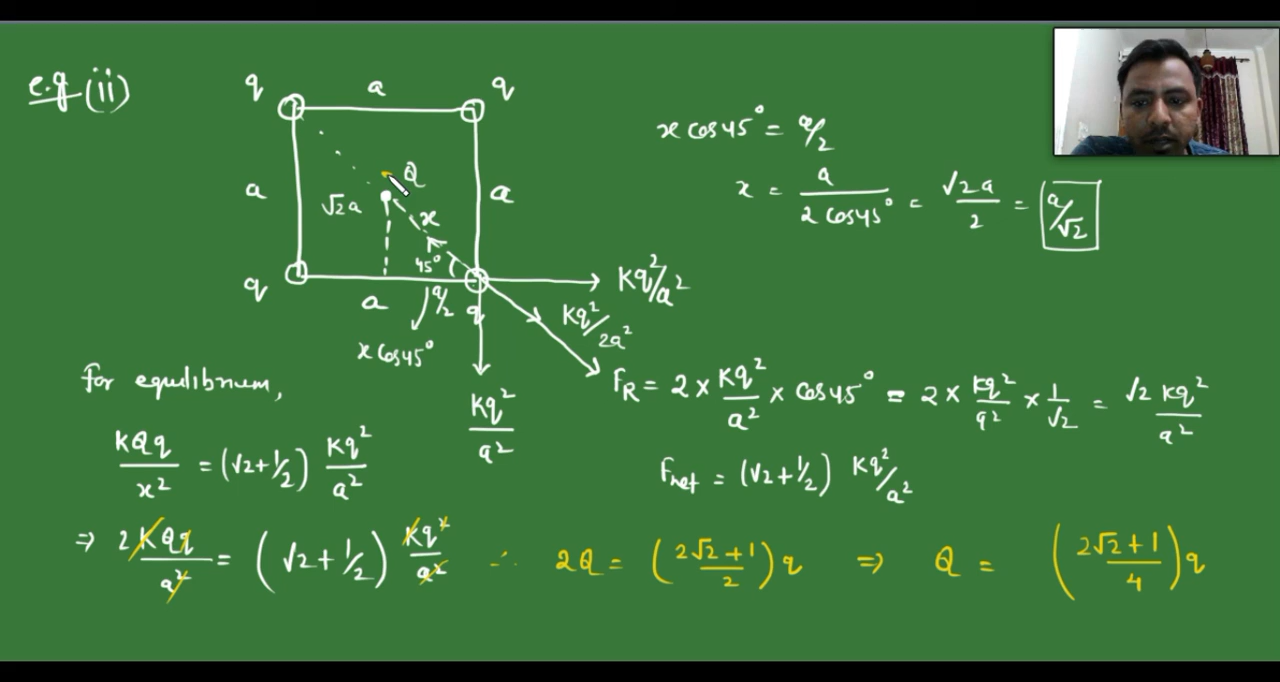 e.g (ii)
q a q
a √2a Q a
x
45°
q a a/2 q
x cos45°
Kq²/a²
Kq²/2a²
Kq²/a²
x cos45° = a/2
x = a/(2 cos45°) = √2a/2 = a/√2
F_R = 2 × Kq²/a² × cos45° = 2 × Kq²/a² × 1/√2 = √2 Kq²/a²
F_net = (√2 + 1/2) Kq²/a²
For equilibrium,
KQq/x² = (√2 + 1/2) Kq²/a²
⇒ 2KQq/a² = (√2 + 1/2) Kq²/a² ∴ 2Q = ((2√2 + 1)/2) q ⇒ Q = ((2√2 + 1)/4) q